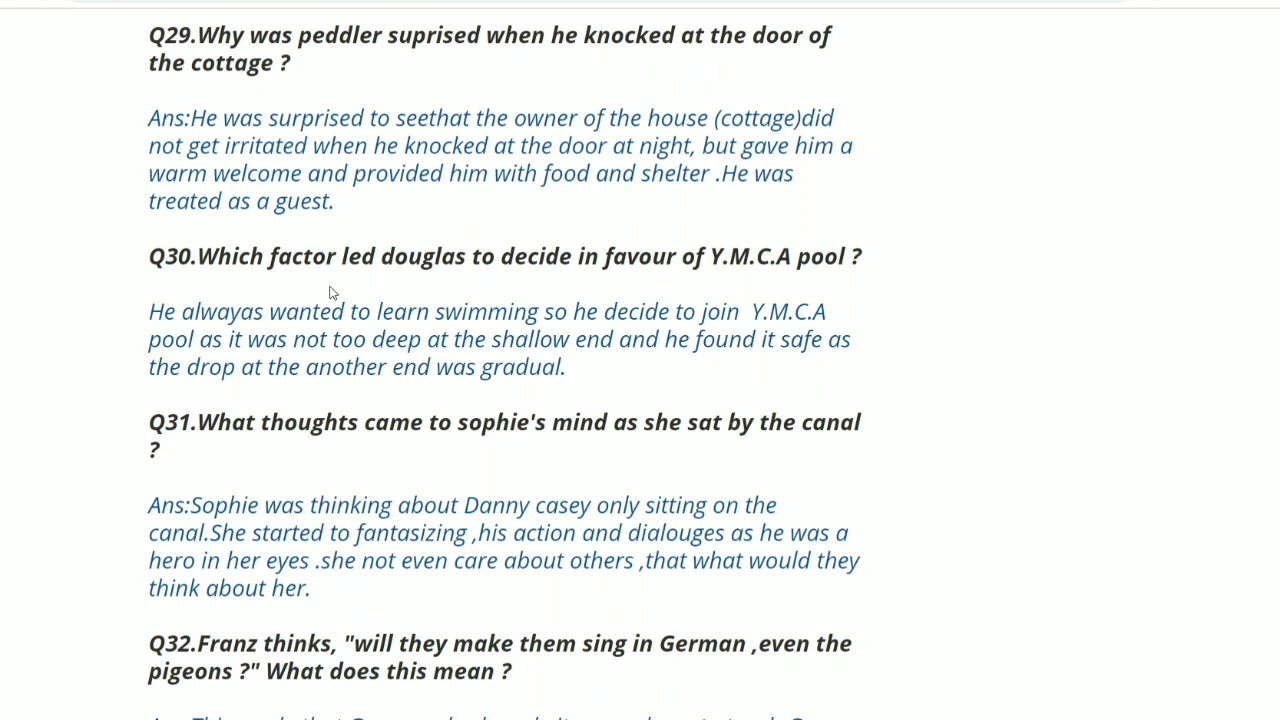 Q29.Why was peddler suprised when he knocked at the door of
the cottage ?
Ans:He was surprised to seethat the owner of the house (cottage)did
not get irritated when he knocked at the door at night, but gave him a
warm welcome and provided him with food and shelter .He was
treated as a guest.
Q30.Which factor led douglas to decide in favour of Y.M.C.A pool ?
He alwayas wanted to learn swimming so he decide to join  Y.M.C.A
pool as it was not too deep at the shallow end and he found it safe as
the drop at the another end was gradual.
Q31.What thoughts came to sophie's mind as she sat by the canal
?
Ans:Sophie was thinking about Danny casey only sitting on the
canal.She started to fantasizing ,his action and dialouges as he was a
hero in her eyes .she not even care about others ,that what would they
think about her.
Q32.Franz thinks, "will they make them sing in German ,even the
pigeons ?" What does this mean ?